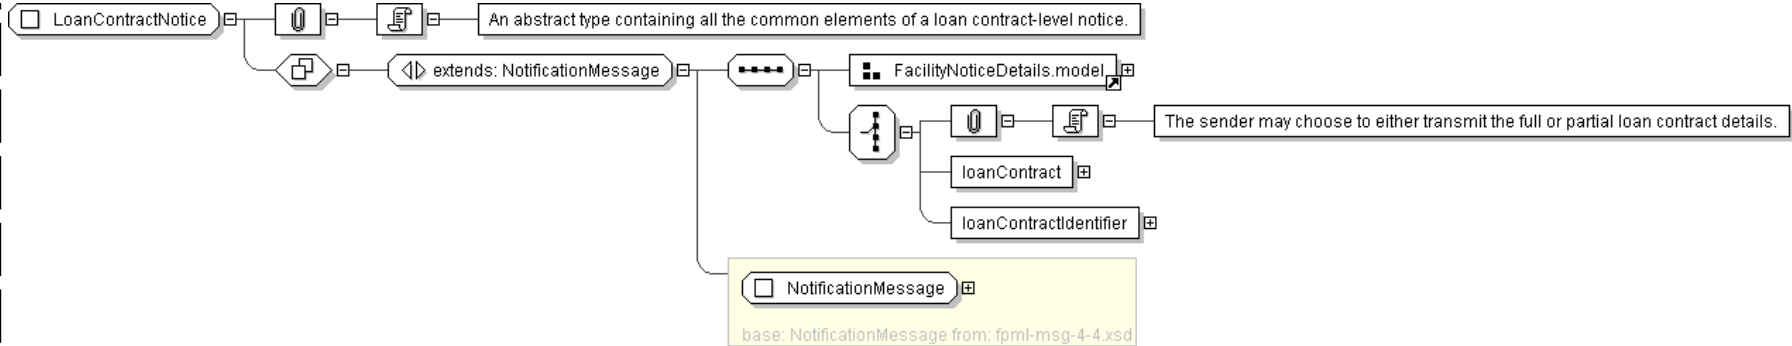 LoanContractNotice
An abstract type containing all the common elements of a loan contract-level notice.
extends: NotificationMessage
FacilityNoticeDetails.model
The sender may choose to either transmit the full or partial loan contract details.
loanContract
loanContractIdentifier
NotificationMessage
base: NotificationMessage from: fpml-msg-4-4.xsd